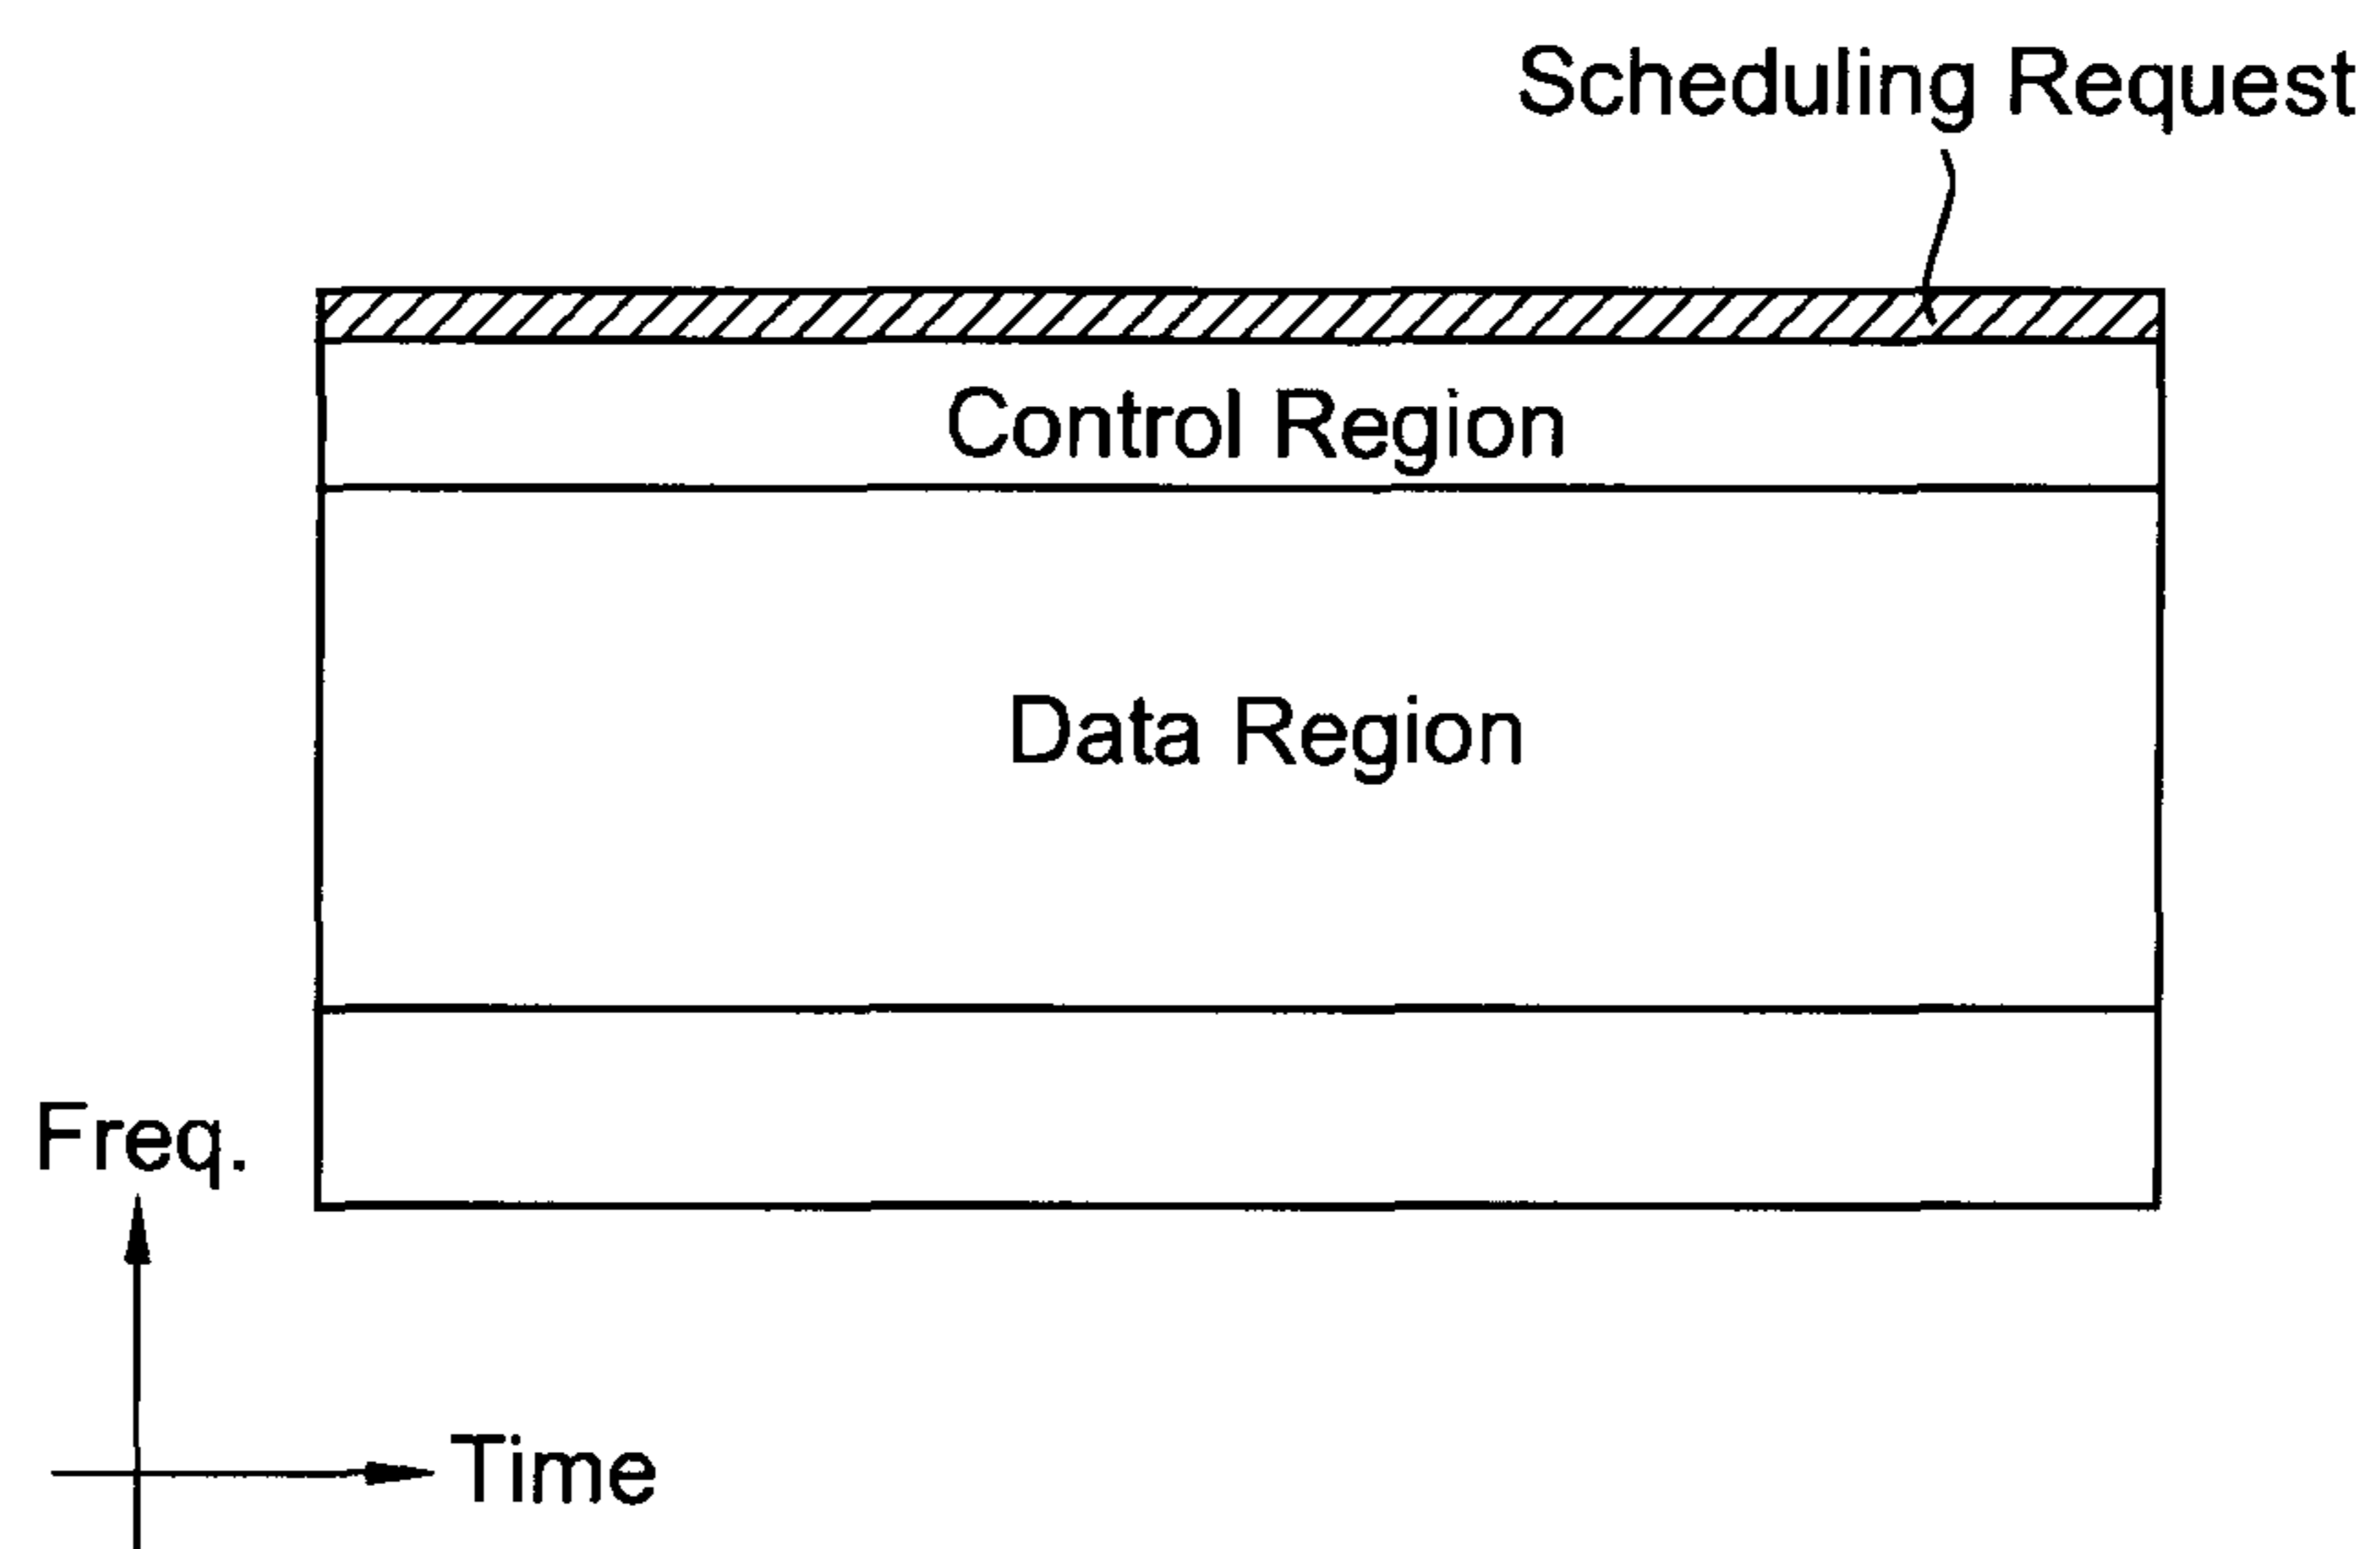 Scheduling Request
Control Region
Data Region
Freq.
Time